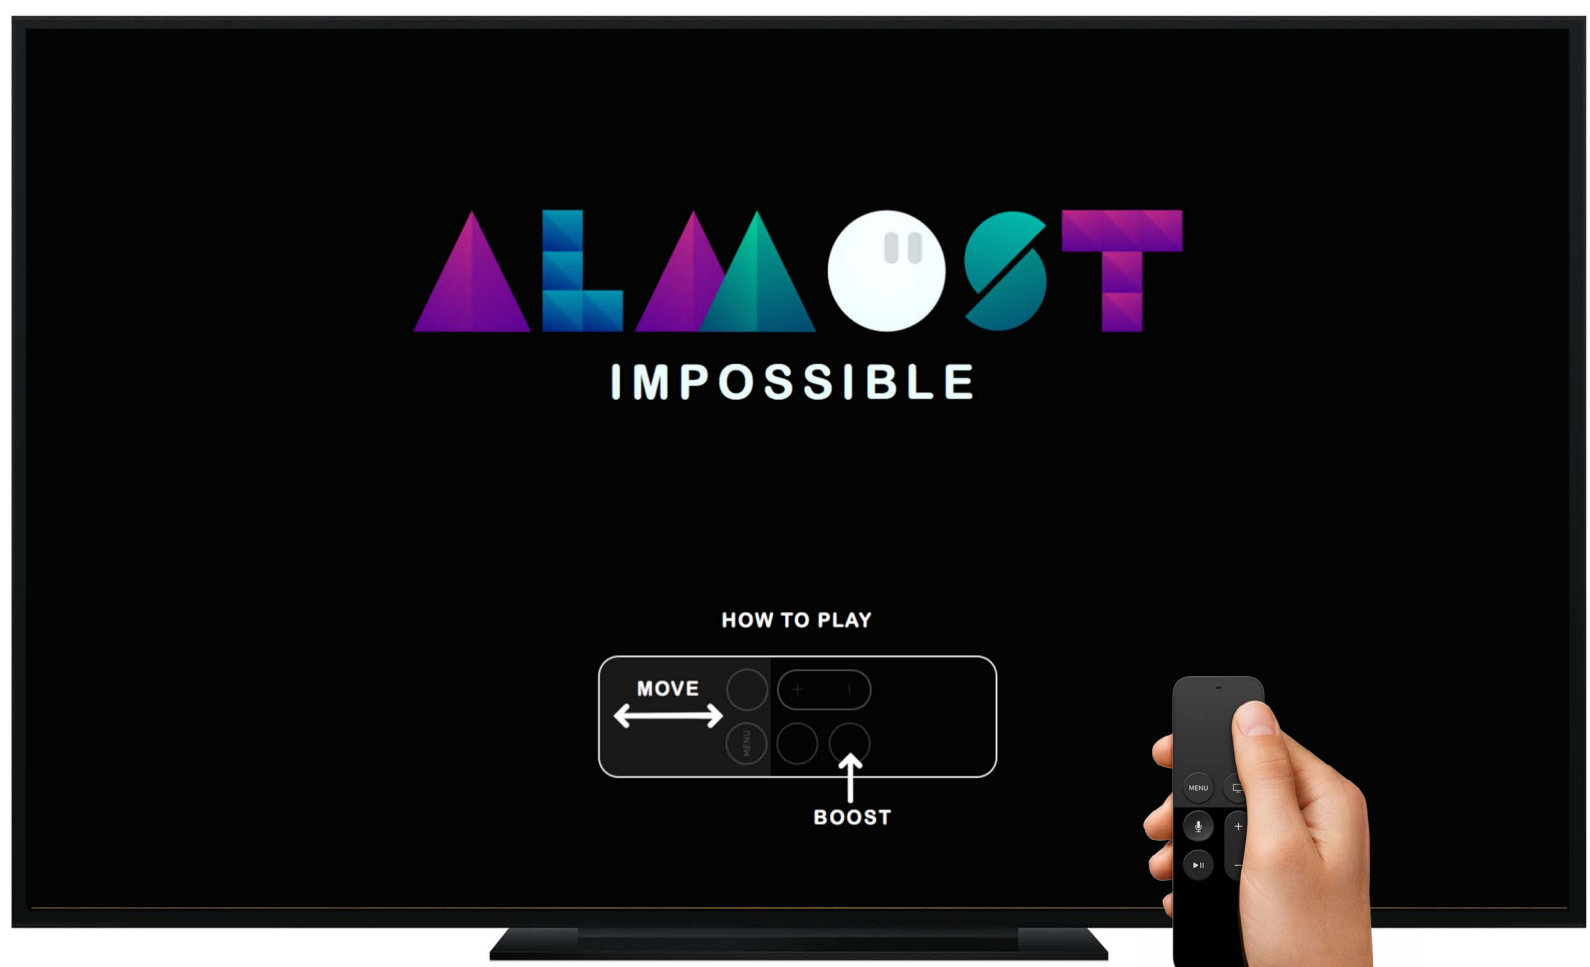 ALMOST
IMPOSSIBLE
HOW TO PLAY
MOVE
MENU
BOOST
MENU